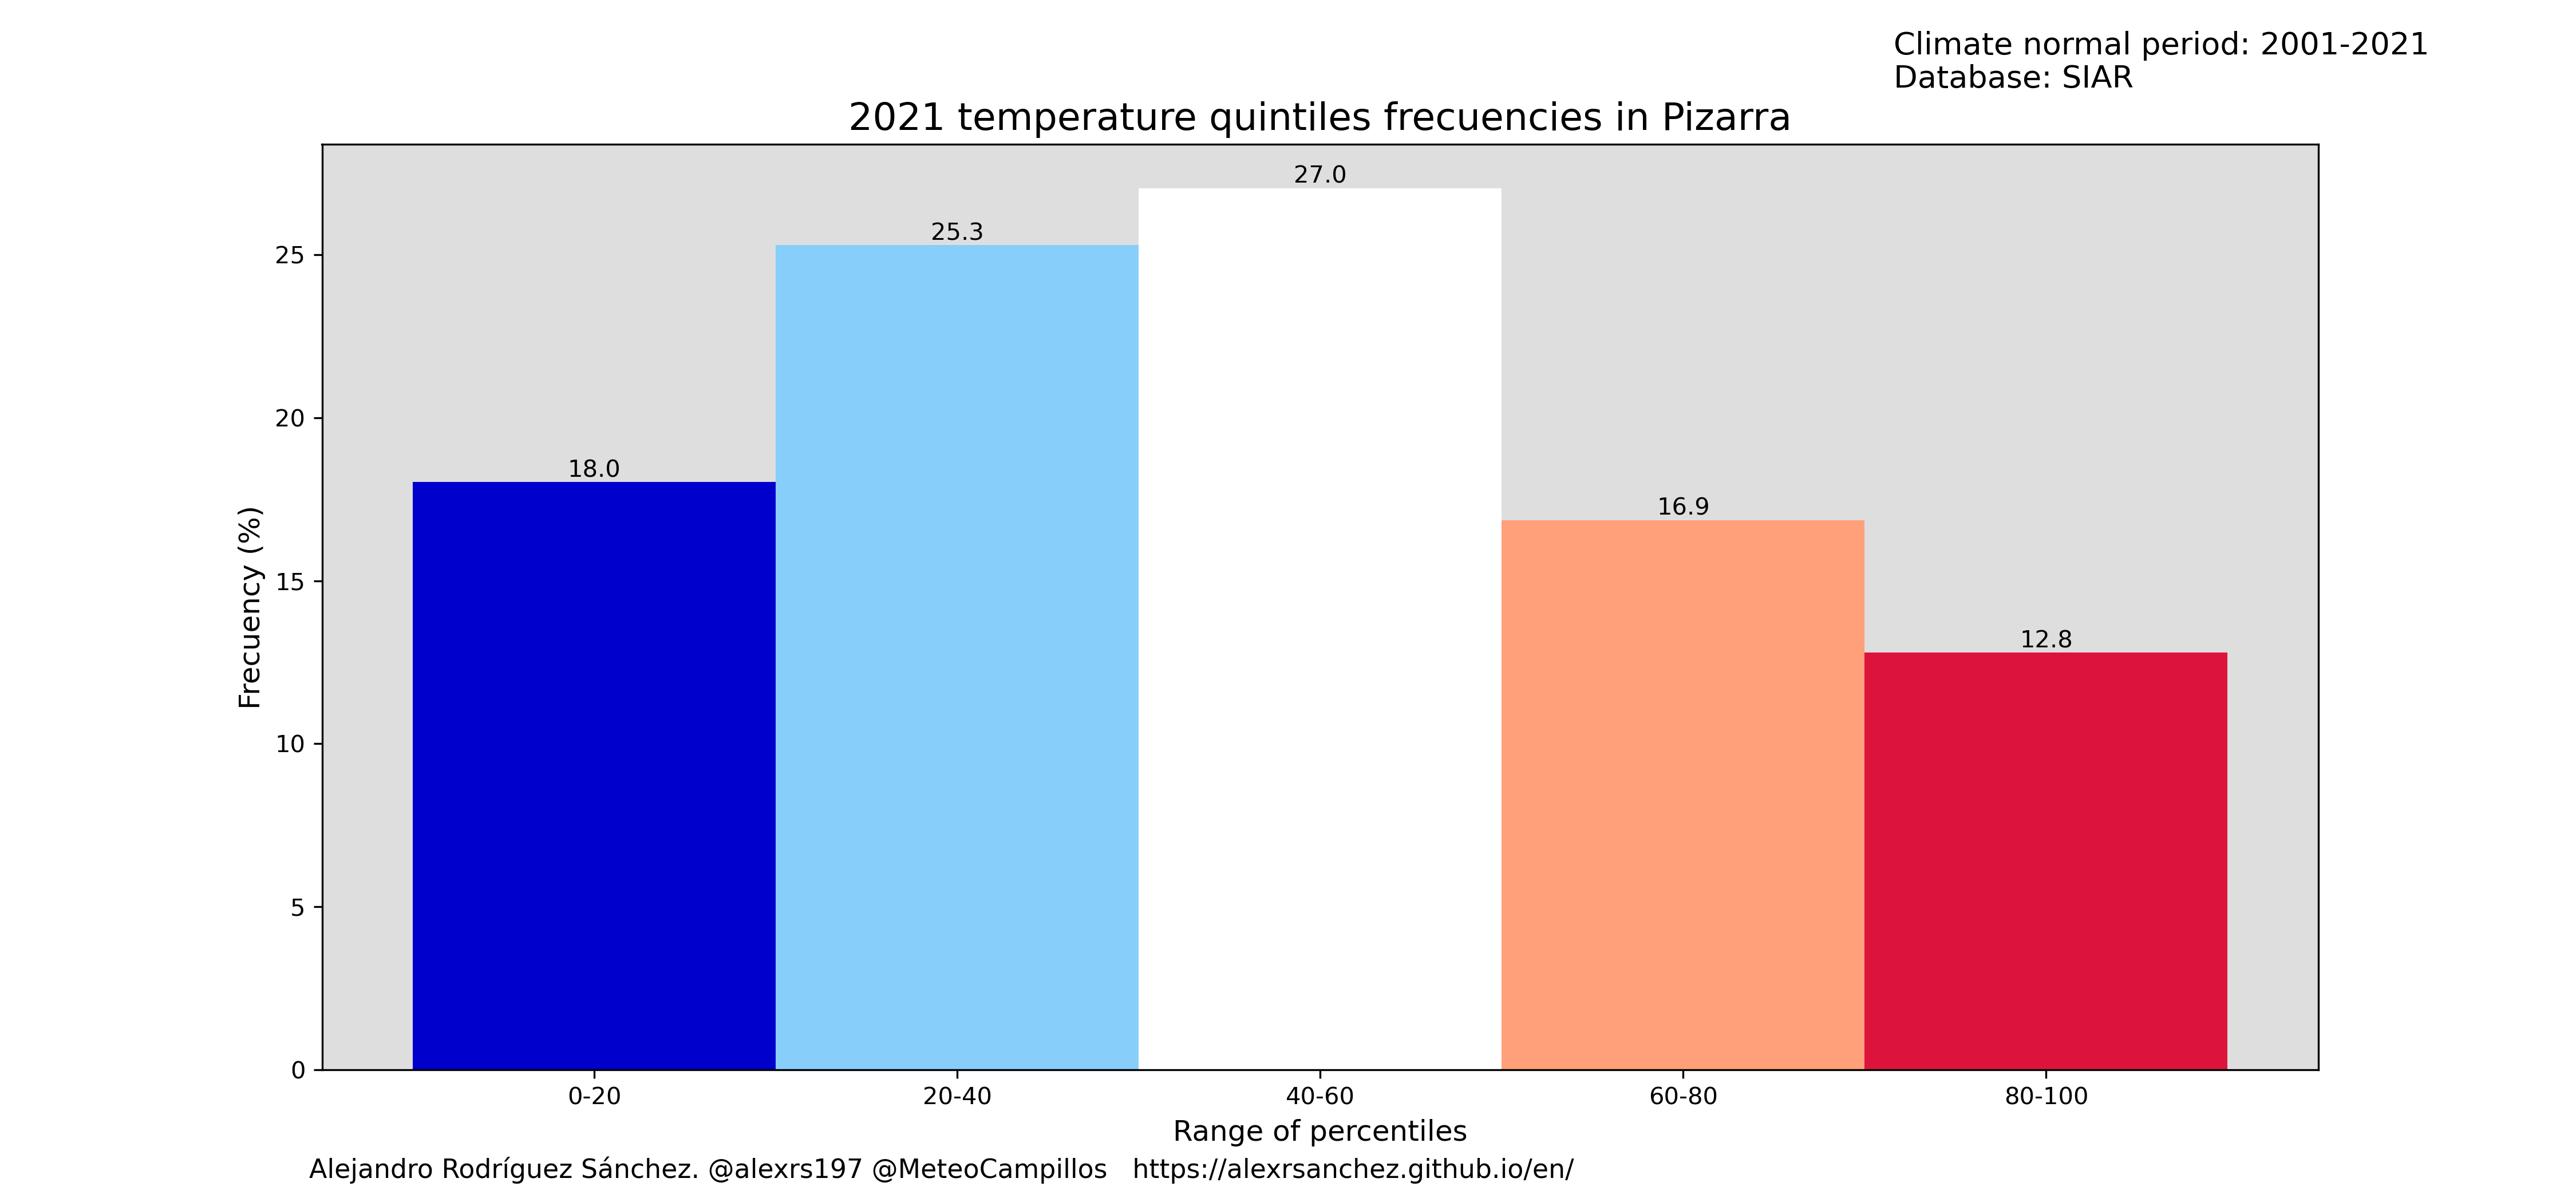 Climate normal period: 2001-2021
Database: SIAR
2021 temperature quintiles frecuencies in Pizarra
27.0
25.3
25
20
18.0
16.9
Frecuency (%)
15
12.8
10
5
0
0-20 20-40 40-60 60-80 80-100
Range of percentiles
Alejandro Rodríguez Sánchez. @alexrs197 @MeteoCampillos https://alexrsanchez.github.io/en/